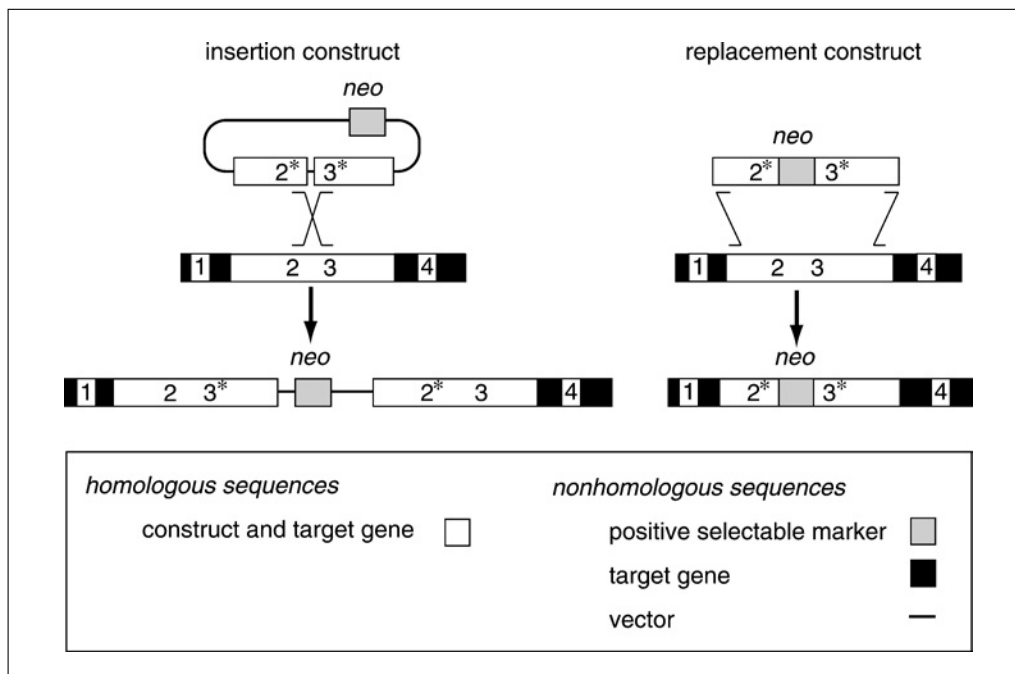 insertion construct
replacement construct
neo
neo
2* 3*
2* 3*
1 2 3 4
1 2 3 4
neo
neo
1 2 3* 2* 3 4
1 2* 3* 4
homologous sequences
construct and target gene
nonhomologous sequences
positive selectable marker
target gene
vector